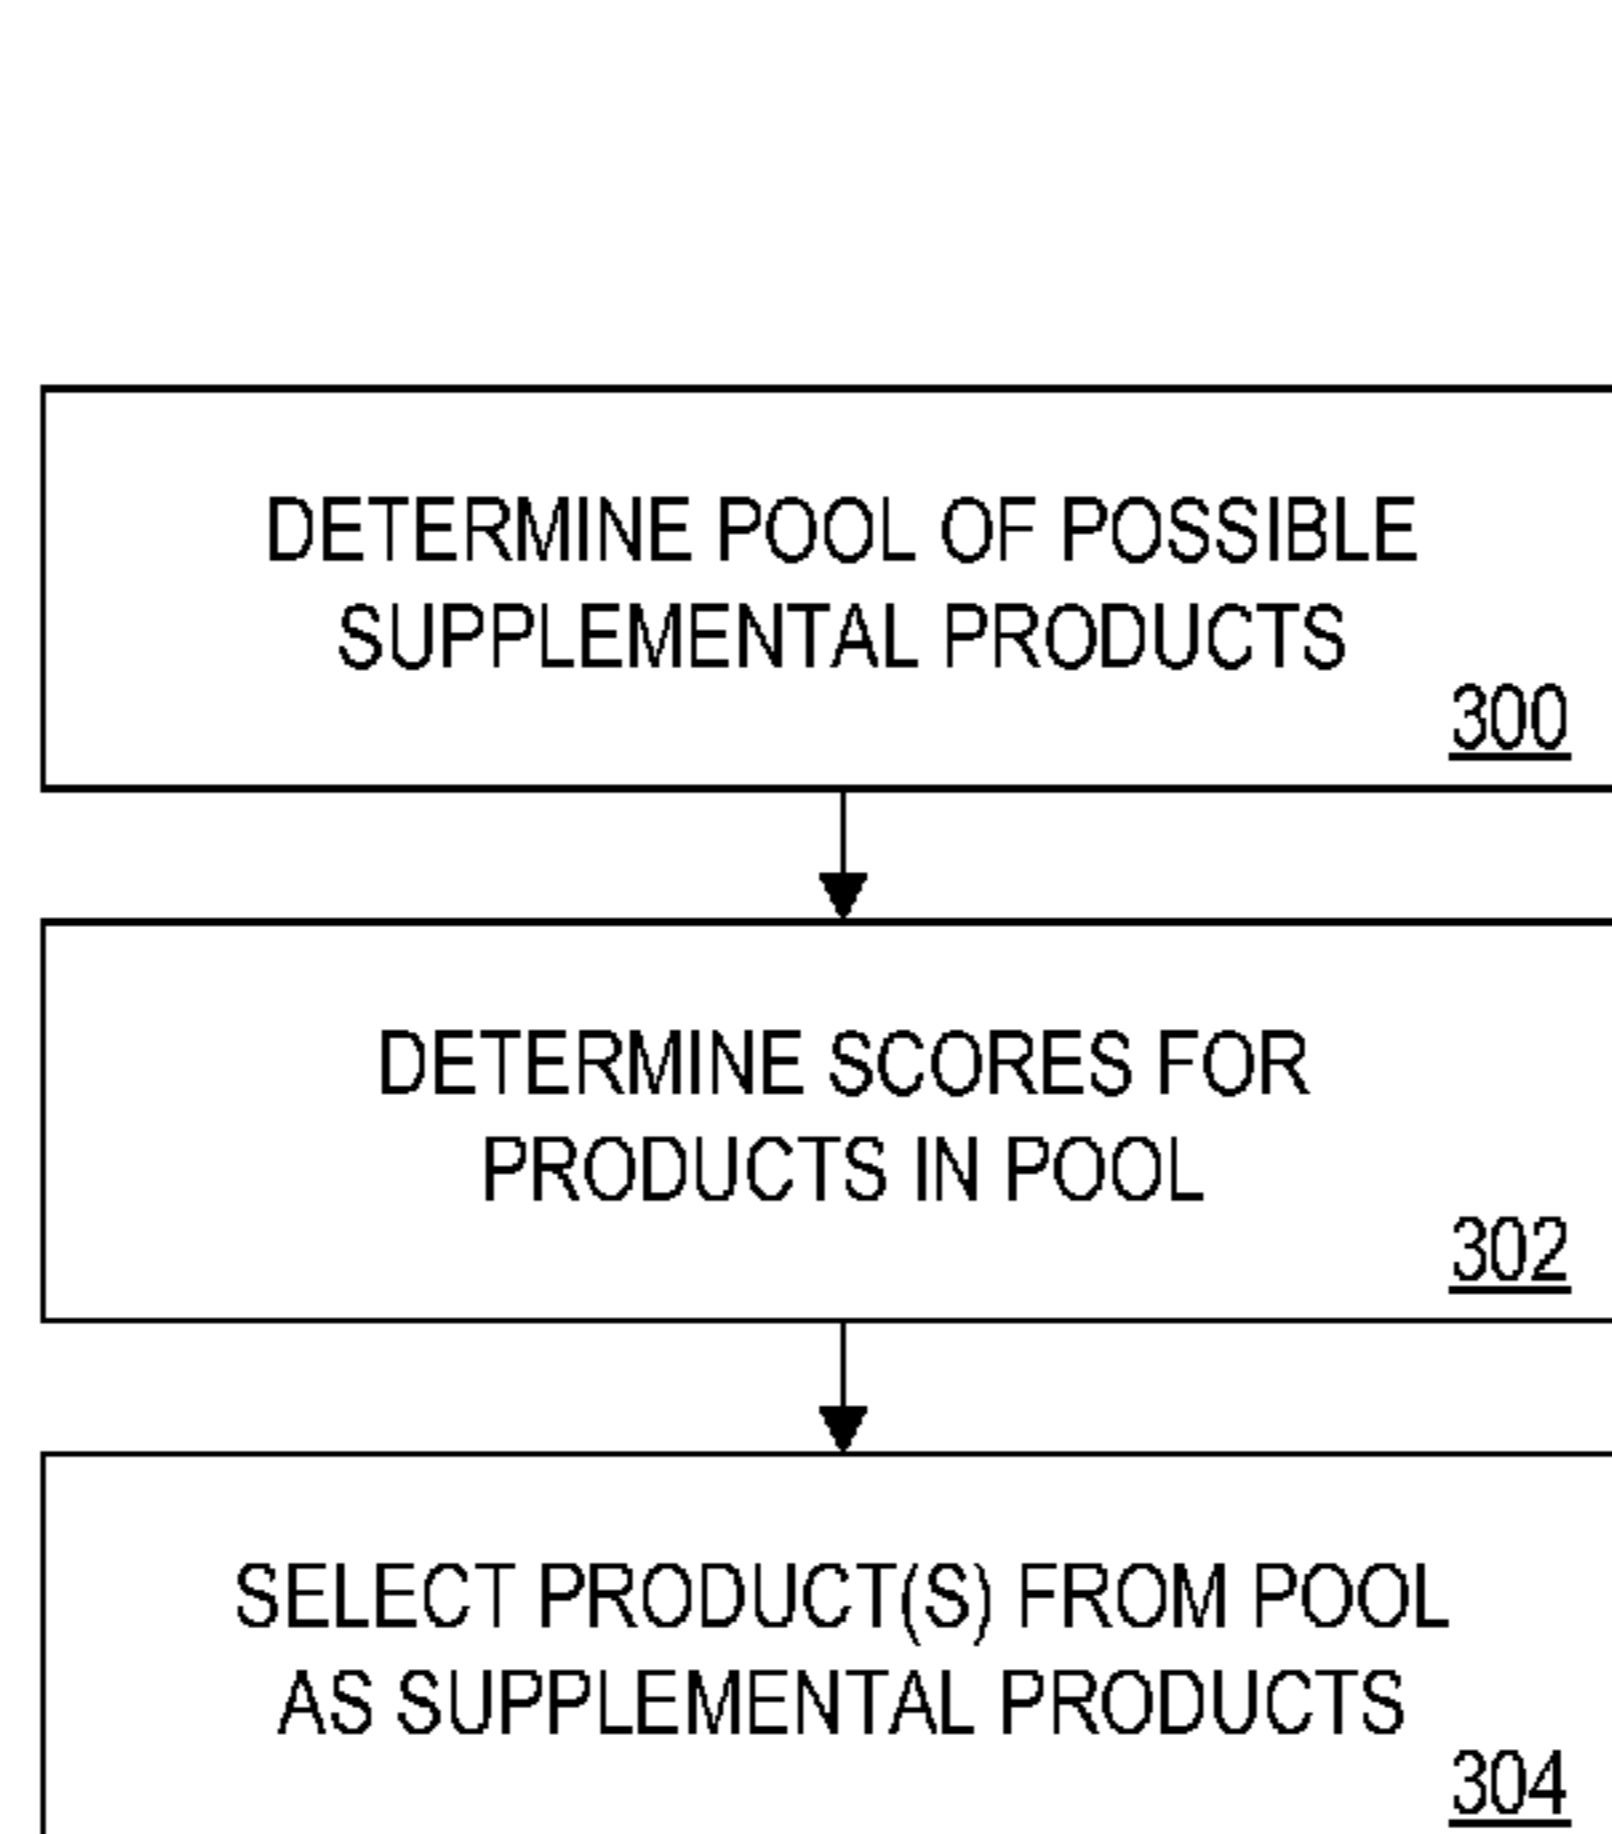 DETERMINE POOL OF POSSIBLE
SUPPLEMENTAL PRODUCTS
300
DETERMINE SCORES FOR
PRODUCTS IN POOL
302
SELECT PRODUCT(S) FROM POOL
AS SUPPLEMENTAL PRODUCTS
304